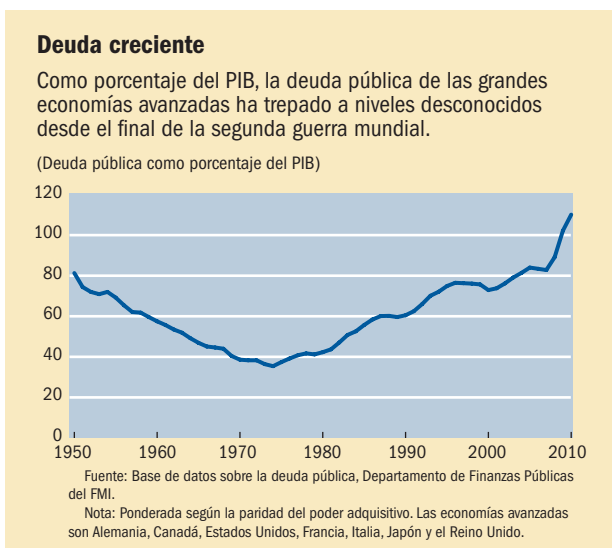 Deuda creciente
Como porcentaje del PIB, la deuda pública de las grandes
economías avanzadas ha trepado a niveles desconocidos
desde el final de la segunda guerra mundial.
(Deuda pública como porcentaje del PIB)
120
100
80
60
40
20
0
1950 1960 1970 1980 1990 2000 2010
Fuente: Base de datos sobre la deuda pública, Departamento de Finanzas Públicas
del FMI.
Nota: Ponderada según la paridad del poder adquisitivo. Las economías avanzadas
son Alemania, Canadá, Estados Unidos, Francia, Italia, Japón y el Reino Unido.